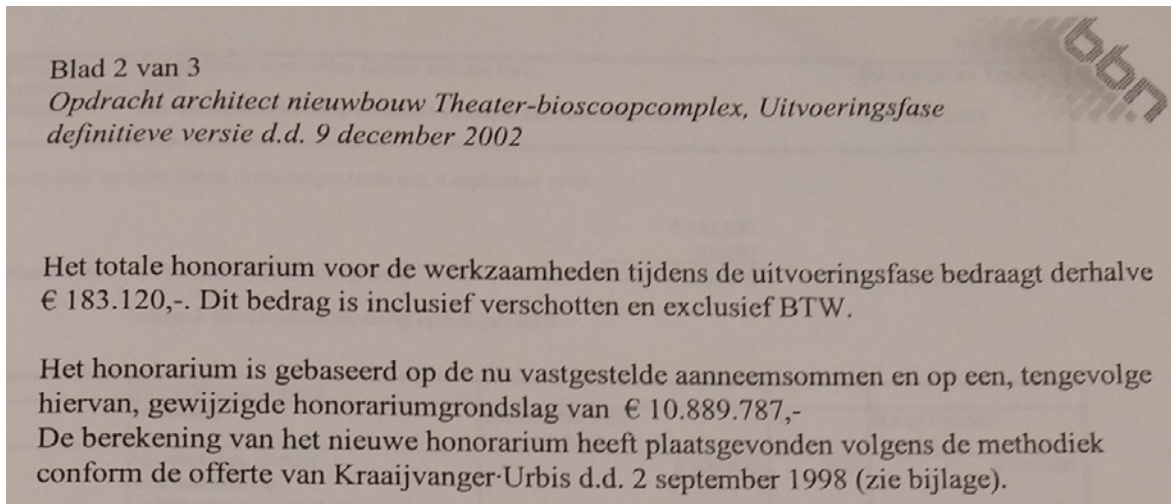 bbn
Blad 2 van 3
Opdracht architect nieuwbouw Theater-bioscoopcomplex, Uitvoeringsfase
definitieve versie d.d. 9 december 2002
Het totale honorarium voor de werkzaamheden tijdens de uitvoeringsfase bedraagt derhalve
€ 183.120,-. Dit bedrag is inclusief verschotten en exclusief BTW.
Het honorarium is gebaseerd op de nu vastgestelde aanneemsommen en op een, tengevolge
hiervan, gewijzigde honorariumgrondslag van € 10.889.787,-
De berekening van het nieuwe honorarium heeft plaatsgevonden volgens de methodiek
conform de offerte van Kraaijvanger·Urbis d.d. 2 september 1998 (zie bijlage).